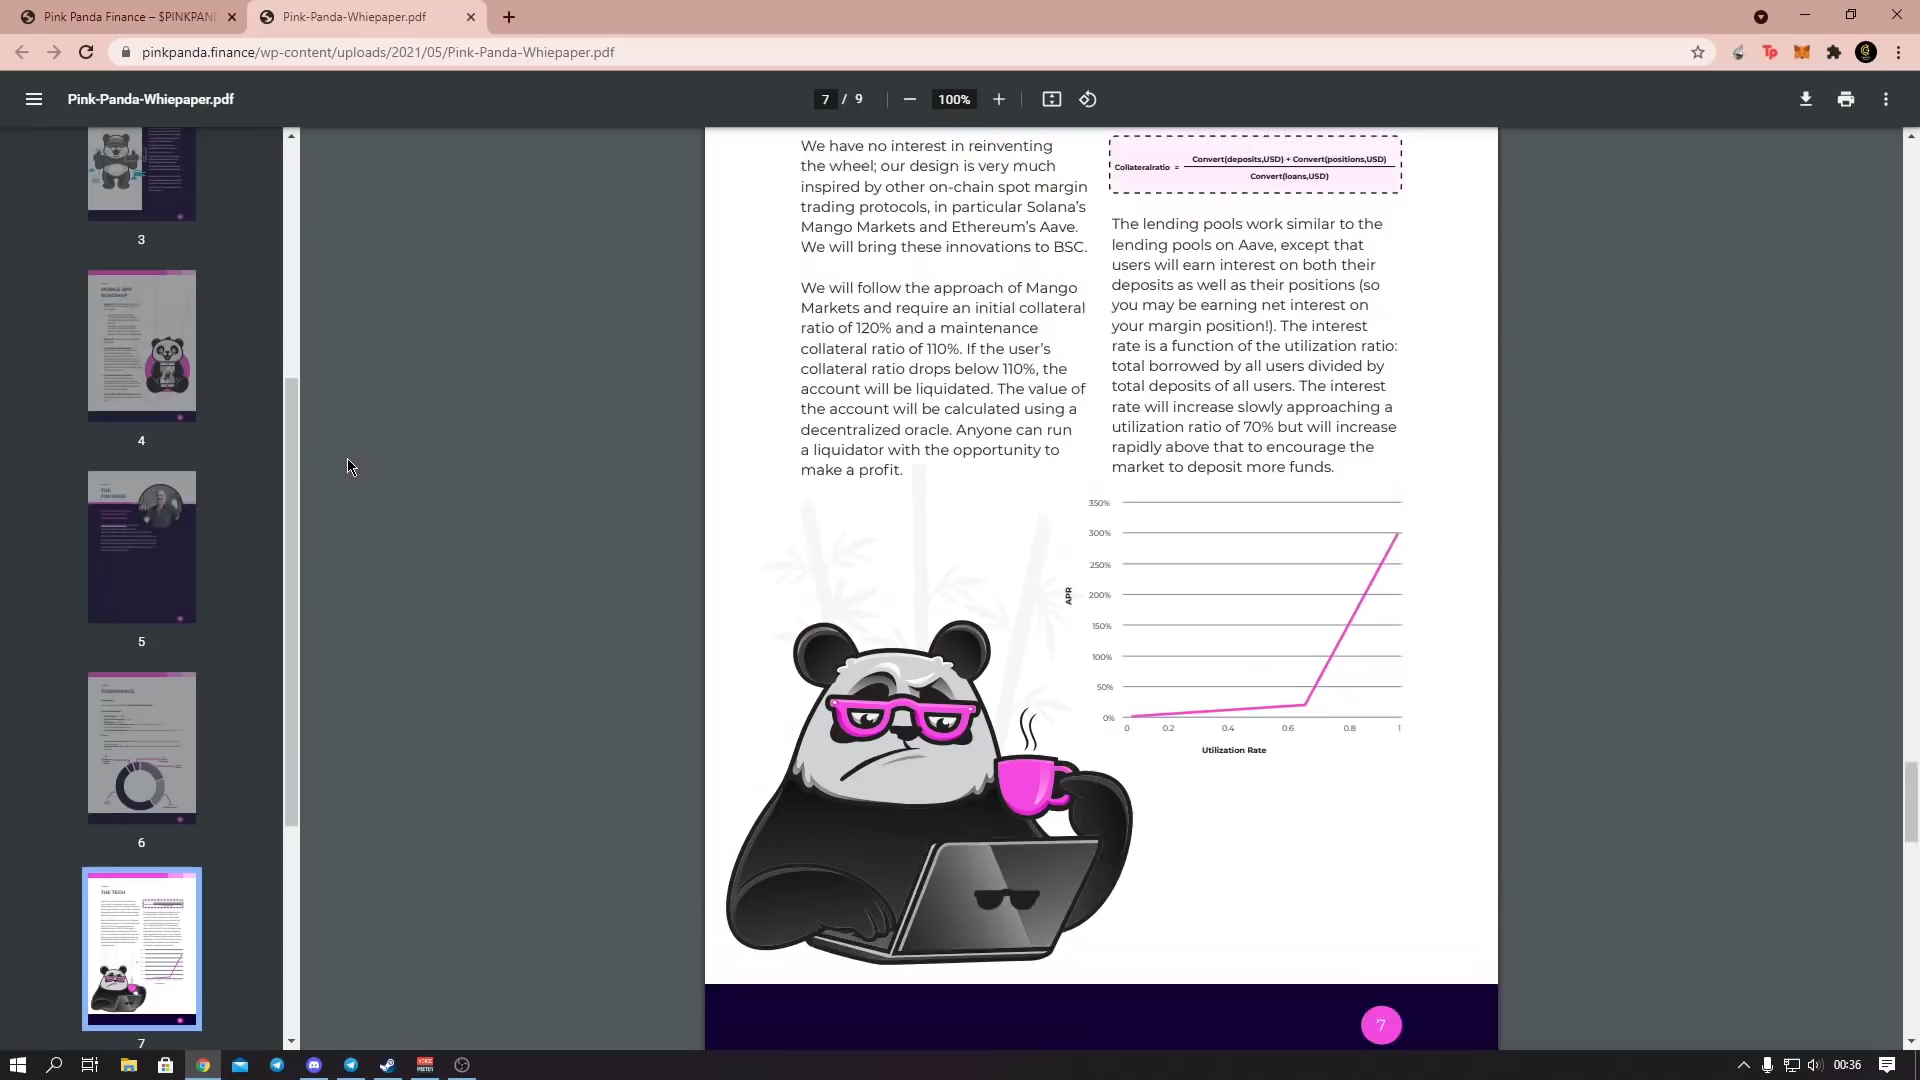 Pink Panda Finance – $PINKPAN
Pink-Panda-Whiepaper.pdf
pinkpanda.finance/wp-content/uploads/2021/05/Pink-Panda-Whiepaper.pdf
Pink-Panda-Whiepaper.pdf
7 / 9
100%
3
MOBILE APP
ROADMAP
4
THE
5
TOKENOMICS
6
THE TECH
7
We have no interest in reinventing
the wheel; our design is very much
inspired by other on-chain spot margin
trading protocols, in particular Solana's
Mango Markets and Ethereum's Aave.
We will bring these innovations to BSC.
We will follow the approach of Mango
Markets and require an initial collateral
ratio of 120% and a maintenance
collateral ratio of 110%. If the user's
collateral ratio drops below 110%, the
account will be liquidated. The value of
the account will be calculated using a
decentralized oracle. Anyone can run
a liquidator with the opportunity to
make a profit.
Collateralratio = Convert(deposits,USD) + Convert(positions,USD)
Convert(loans,USD)
The lending pools work similar to the
lending pools on Aave, except that
users will earn interest on both their
deposits as well as their positions (so
you may be earning net interest on
your margin position!). The interest
rate is a function of the utilization ratio:
total borrowed by all users divided by
total deposits of all users. The interest
rate will increase slowly approaching a
utilization ratio of 70% but will increase
rapidly above that to encourage the
market to deposit more funds.
350%
300%
250%
200%
150%
100%
50%
0%
APR
0 0.2 0.4 0.6 0.8 1
Utilization Rate
7
00:36